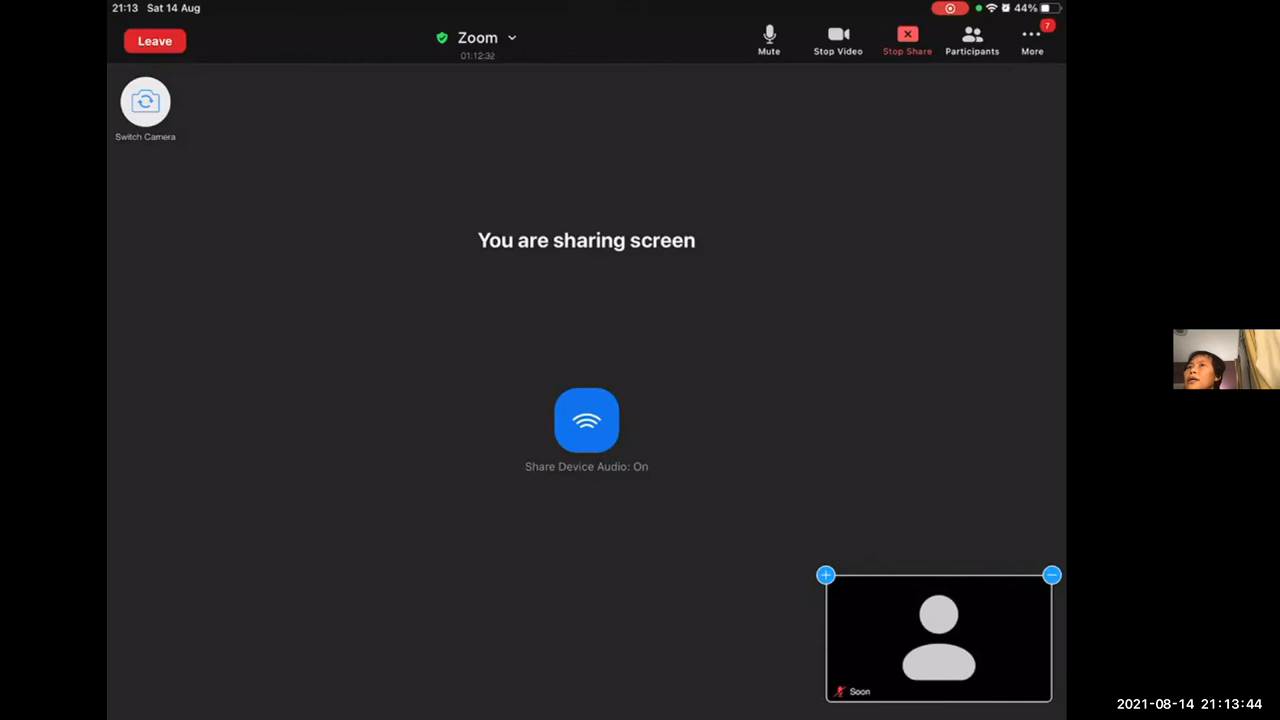 21:13 Sat 14 Aug
44%
Leave
Zoom
01:12:32
Mute
Stop Video
Stop Share
Participants
7
More
Switch Camera
You are sharing screen
Share Device Audio: On
Soon
2021-08-14 21:13:44